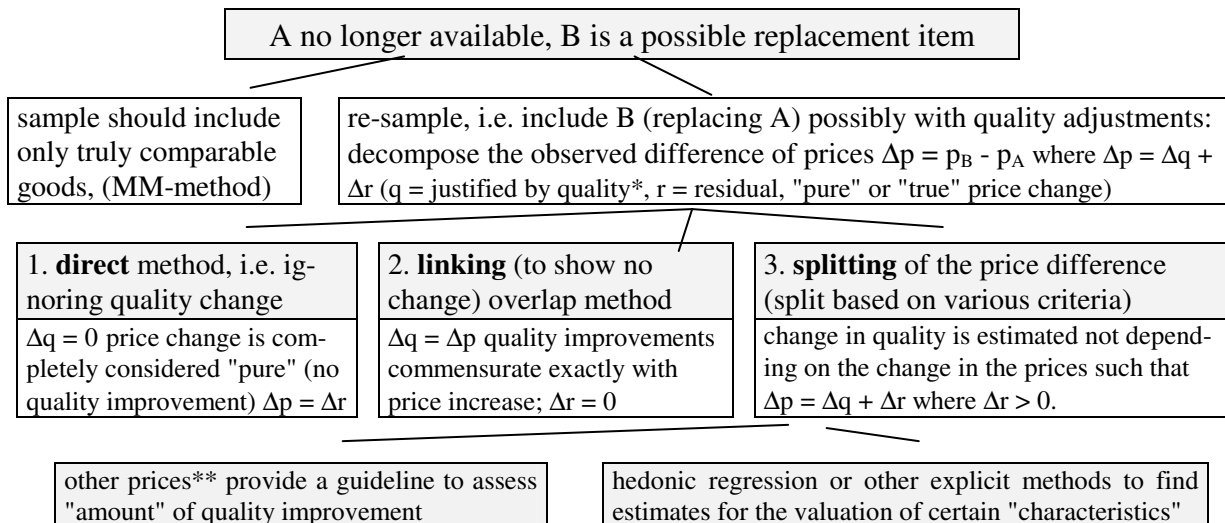 A no longer available, B is a possible replacement item
sample should include
only truly comparable
goods, (MM-method)
re-sample, i.e. include B (replacing A) possibly with quality adjustments:
decompose the observed difference of prices Δp = pB - pA where Δp = Δq +
Δr (q = justified by quality*, r = residual, "pure" or "true" price change)
1. direct method, i.e. ig-
noring quality change
Δq = 0 price change is com-
pletely considered "pure" (no
quality improvement) Δp = Δr
2. linking (to show no
change) overlap method
Δq = Δp quality improvements
commensurate exactly with
price increase; Δr = 0
3. splitting of the price difference
(split based on various criteria)
change in quality is estimated not depend-
ing on the change in the prices such that
Δp = Δq + Δr where Δr > 0.
other prices** provide a guideline to assess
"amount" of quality improvement
hedonic regression or other explicit methods to find
estimates for the valuation of certain "characteristics"